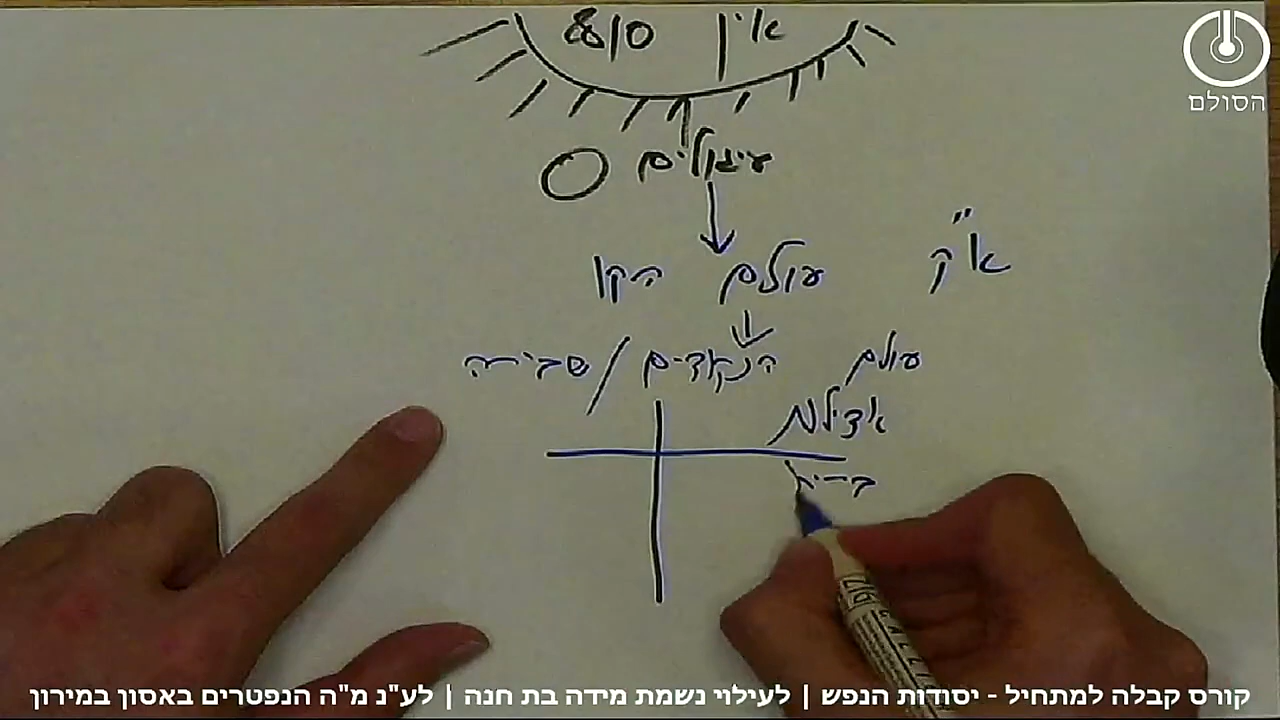 אין סוף
הסולם
עיגולים
א"ק עולם הקו
עולם הנקודים / שבירה
אצילות
ברי
קורס קבלה למתחיל - יסודות הנפש | לעילוי נשמת מידה בת חנה | לע"נ מ"ה הנפטרים באסון במירון